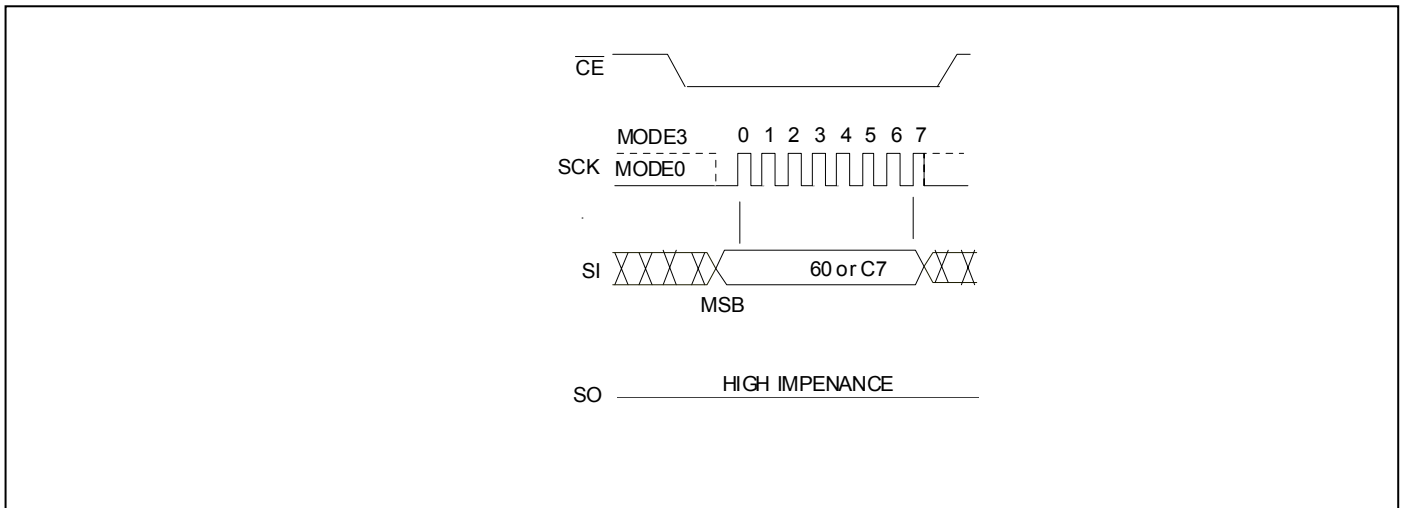 CE
MODE3
0 1 2 3 4 5 6 7
SCK
MODE0
SI
60 or C7
MSB
SO
HIGH IMPENANCE